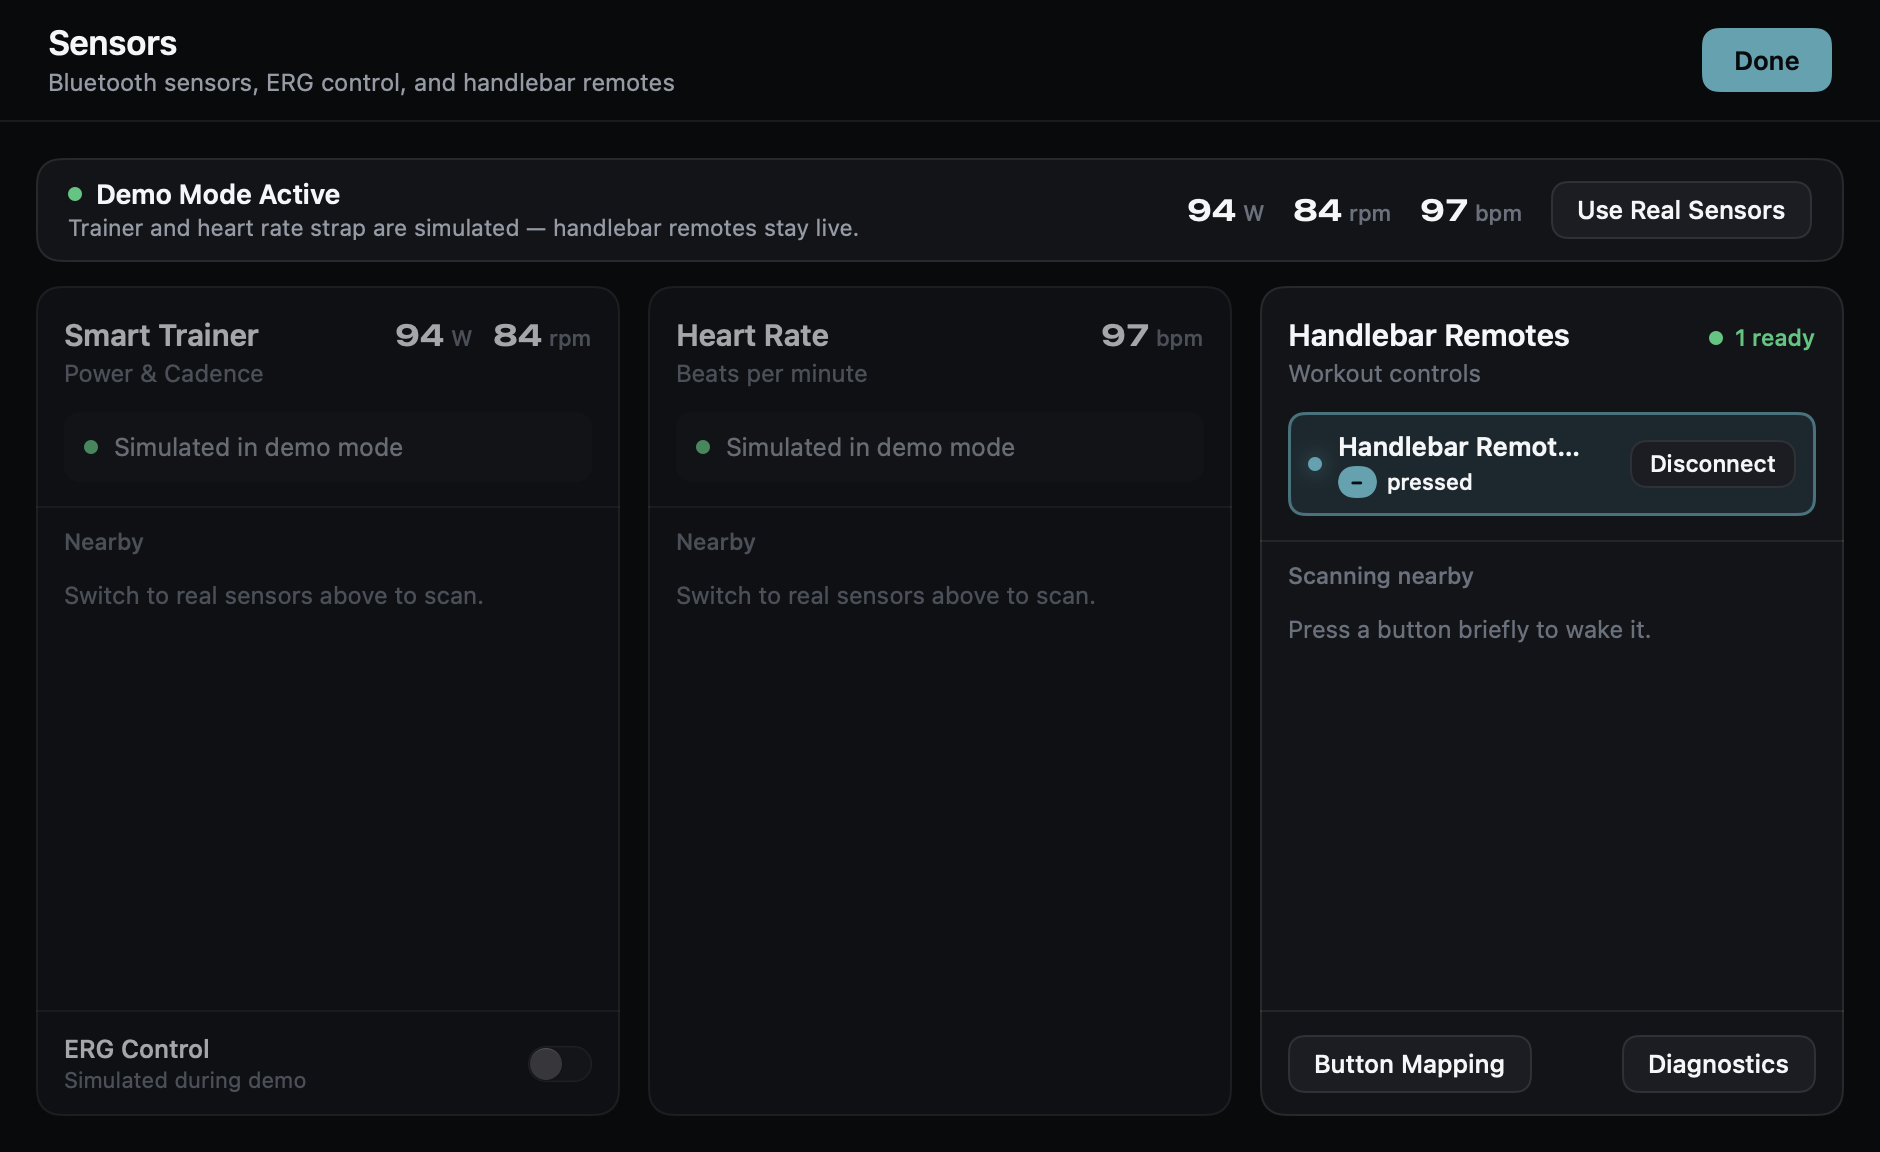 Sensors
Bluetooth sensors, ERG control, and handlebar remotes
Done
Demo Mode Active
Trainer and heart rate strap are simulated — handlebar remotes stay live.
94 W 84 rpm 97 bpm
Use Real Sensors
Smart Trainer
94 W 84 rpm
Power & Cadence
Simulated in demo mode
Nearby
Switch to real sensors above to scan.
ERG Control
Simulated during demo
Heart Rate
97 bpm
Beats per minute
Simulated in demo mode
Nearby
Switch to real sensors above to scan.
Handlebar Remotes
1 ready
Workout controls
Handlebar Remot...
– pressed
Disconnect
Scanning nearby
Press a button briefly to wake it.
Button Mapping
Diagnostics